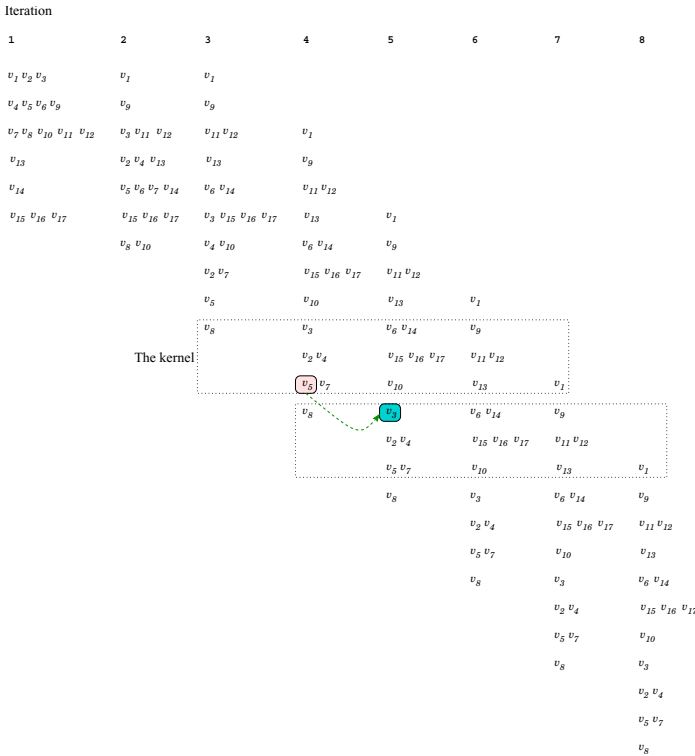 Iteration
1 2 3 4 5 6 7 8
v1 v2 v3 v1 v1
v4 v5 v6 v9 v9 v9
v7 v8 v10 v11 v12 v3 v11 v12 v11 v12 v1
v13 v2 v4 v13 v13 v9
v14 v5 v6 v7 v14 v6 v14 v11 v12
v15 v16 v17 v15 v16 v17 v3 v15 v16 v17 v13 v1
v8 v10 v4 v10 v6 v14 v9
v2 v7 v15 v16 v17 v11 v12
v5 v10 v13 v1
v8 v3 v6 v14 v9
The kernel v2 v4 v15 v16 v17 v11 v12
v5 v7 v10 v13 v1
v8 v3 v6 v14 v9
v2 v4 v15 v16 v17 v11 v12
v5 v7 v10 v13 v1
v8 v3 v6 v14 v9
v2 v4 v15 v16 v17 v11 v12
v5 v7 v10 v13
v8 v3 v6 v14
v2 v4 v15 v16 v17
v5 v7 v10
v8 v3
v2 v4
v5 v7
v8